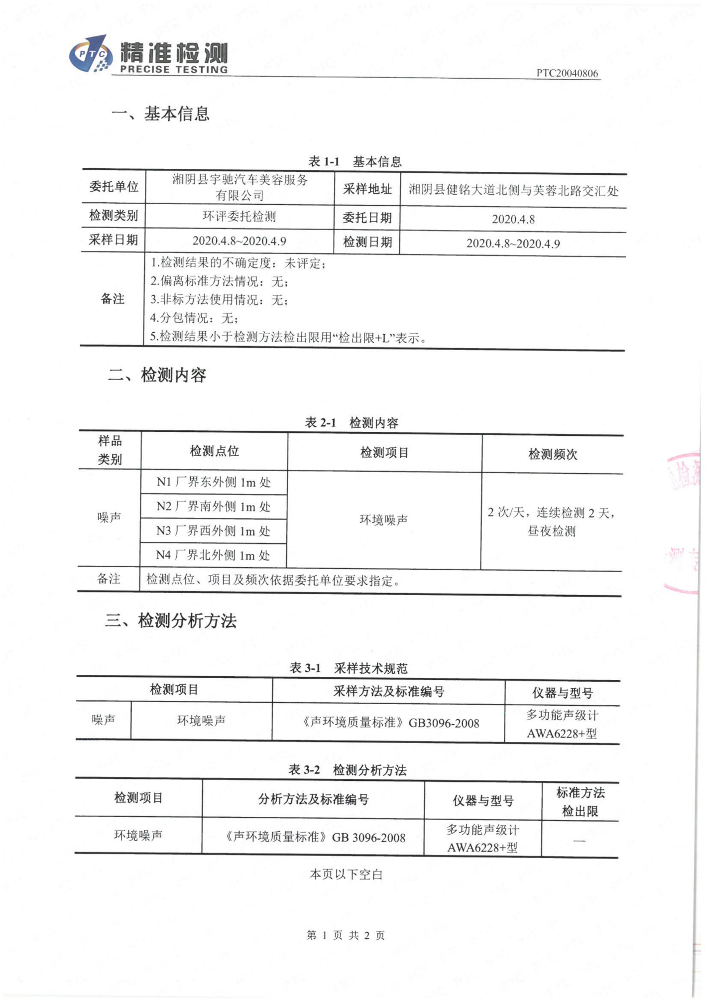 PTC 精准检测
PRECISE TESTING
PTC20040806
一、基本信息
表 1-1 基本信息
委托单位 湘阴县宇驰汽车美容服务有限公司 采样地址 湘阴县健铭大道北侧与芙蓉北路交汇处
检测类别 环评委托检测 委托日期 2020.4.8
采样日期 2020.4.8~2020.4.9 检测日期 2020.4.8~2020.4.9
备注
1.检测结果的不确定度：未评定；
2.偏离标准方法情况：无；
3.非标方法使用情况：无；
4.分包情况：无；
5.检测结果小于检测方法检出限用“检出限+L”表示。
二、检测内容
表 2-1 检测内容
样品类别 检测点位 检测项目 检测频次
噪声
N1 厂界东外侧 1m 处
N2 厂界南外侧 1m 处
N3 厂界西外侧 1m 处
N4 厂界北外侧 1m 处
环境噪声
2 次/天，连续检测 2 天，
昼夜检测
备注 检测点位、项目及频次依据委托单位要求指定。
三、检测分析方法
表 3-1 采样技术规范
检测项目 采样方法及标准编号 仪器与型号
噪声 环境噪声 《声环境质量标准》GB3096-2008 多功能声级计
AWA6228+型
表 3-2 检测分析方法
检测项目 分析方法及标准编号 仪器与型号 标准方法
检出限
环境噪声 《声环境质量标准》GB 3096-2008 多功能声级计
AWA6228+型 —
本页以下空白
第 1 页 共 2 页